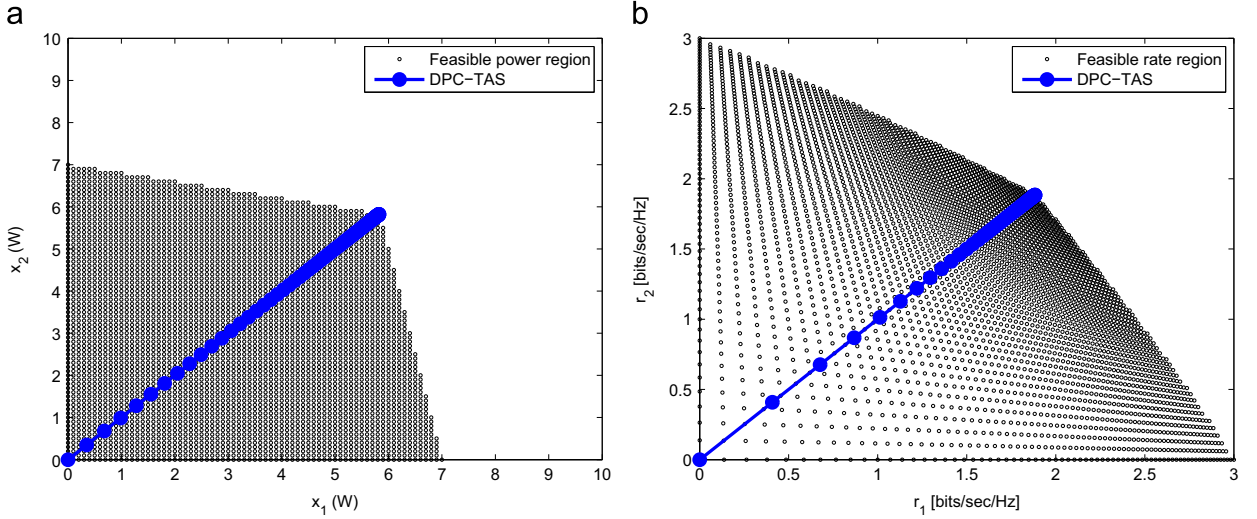 a
10
9
8
7
6
5
4
3
2
1
0
x2 (W)
0 1 2 3 4 5 6 7 8 9 10
x1 (W)
Feasible power region
DPC−TAS
b
3
2.5
2
1.5
1
0.5
0
r2 [bits/sec/Hz]
0 0.5 1 1.5 2 2.5 3
r1 [bits/sec/Hz]
Feasible rate region
DPC−TAS